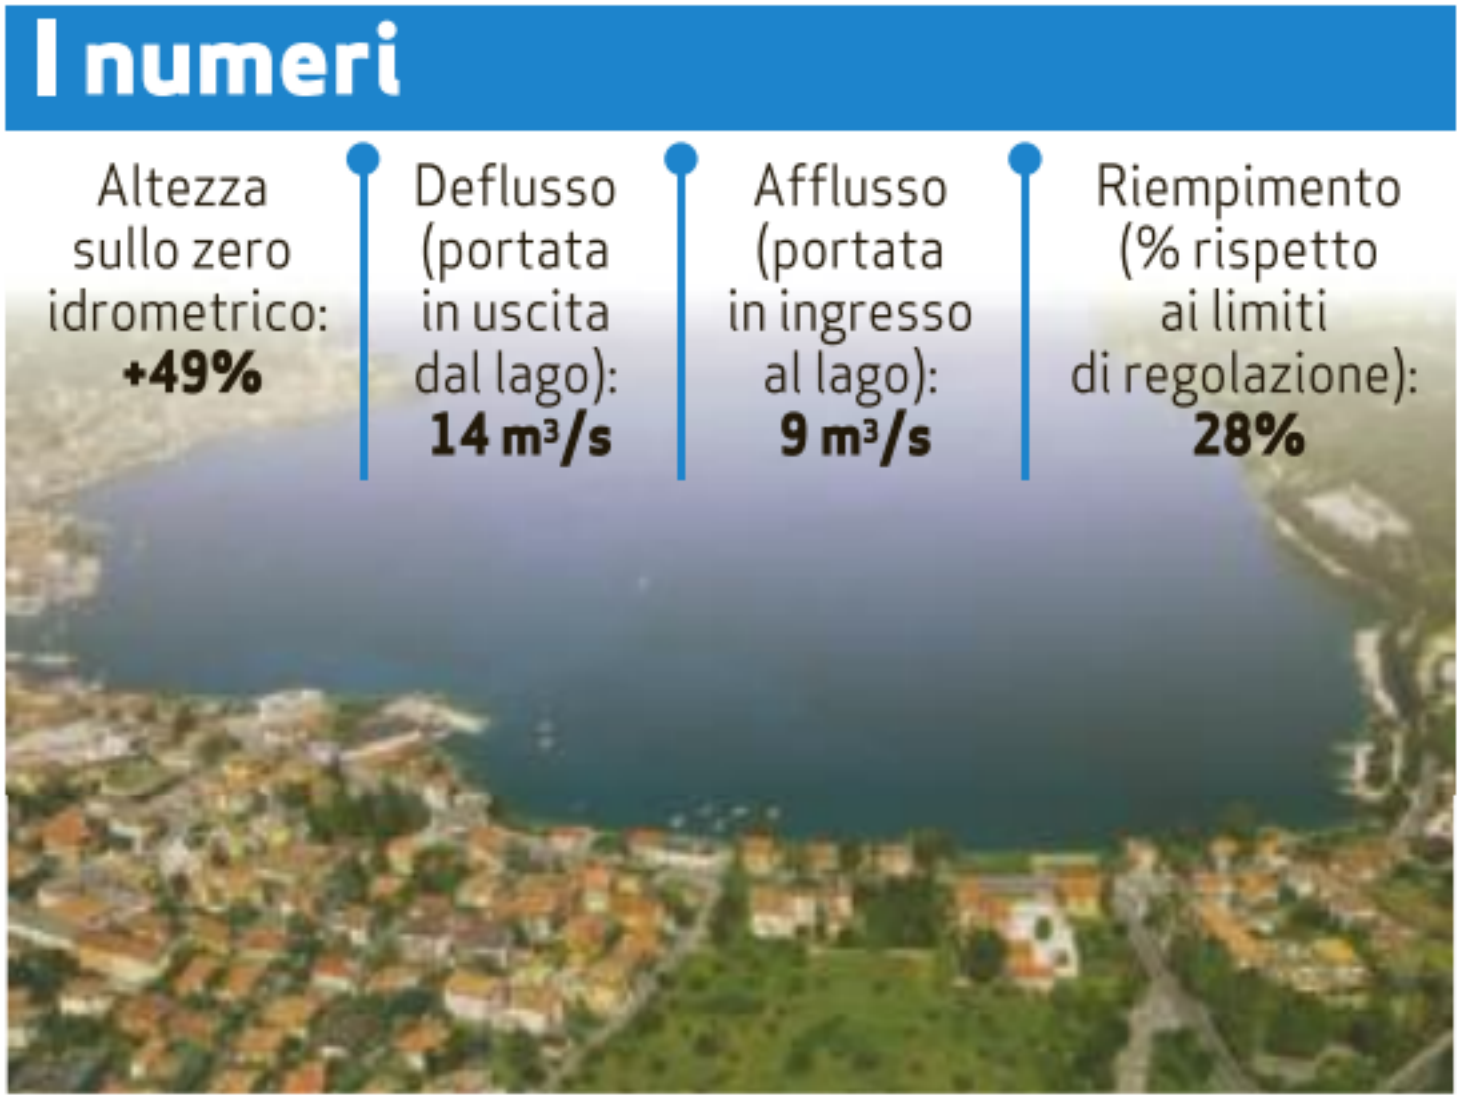 I numeri
Altezza
sullo zero
idrometrico:
+49%
Deflusso
(portata
in uscita
dal lago):
14 m³/s
Afflusso
(portata
in ingresso
al lago):
9 m³/s
Riempimento
(% rispetto
ai limiti
di regolazione):
28%